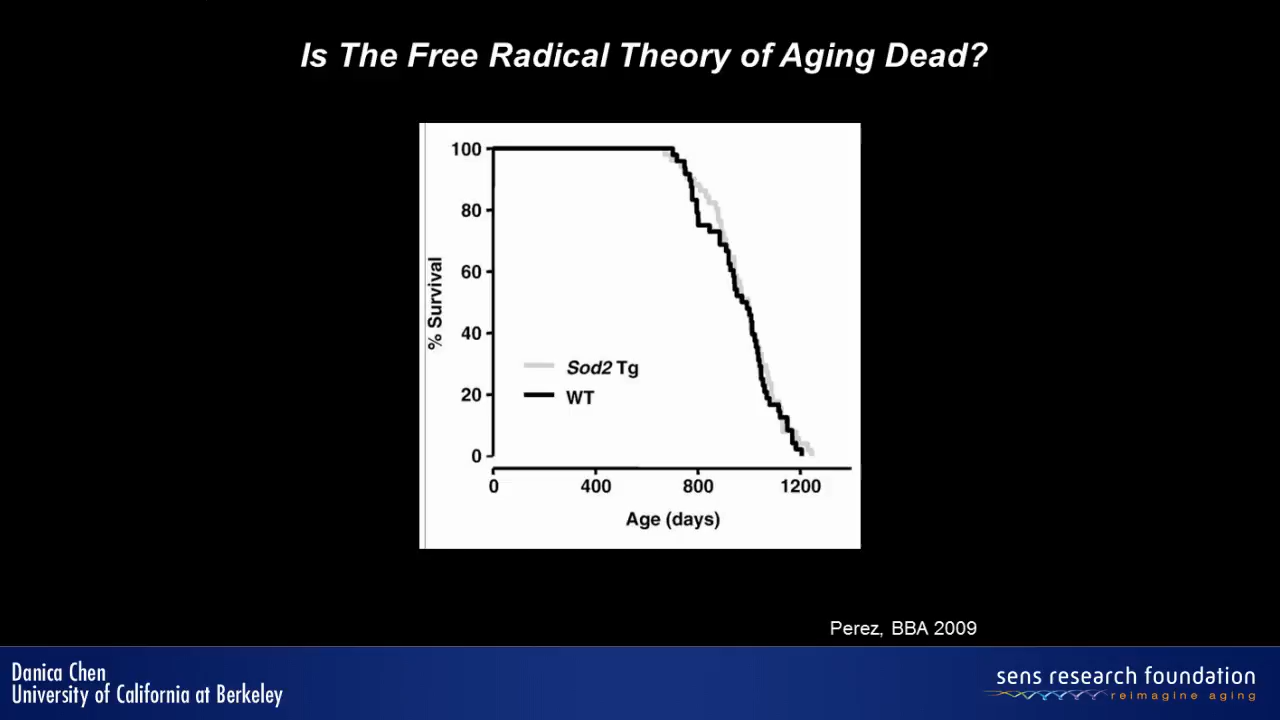 Is The Free Radical Theory of Aging Dead?
100
80
60
40
20
0
% Survival
Sod2 Tg
WT
0 400 800 1200
Age (days)
Perez, BBA 2009
Danica Chen
University of California at Berkeley
sens research foundation
reimagine aging